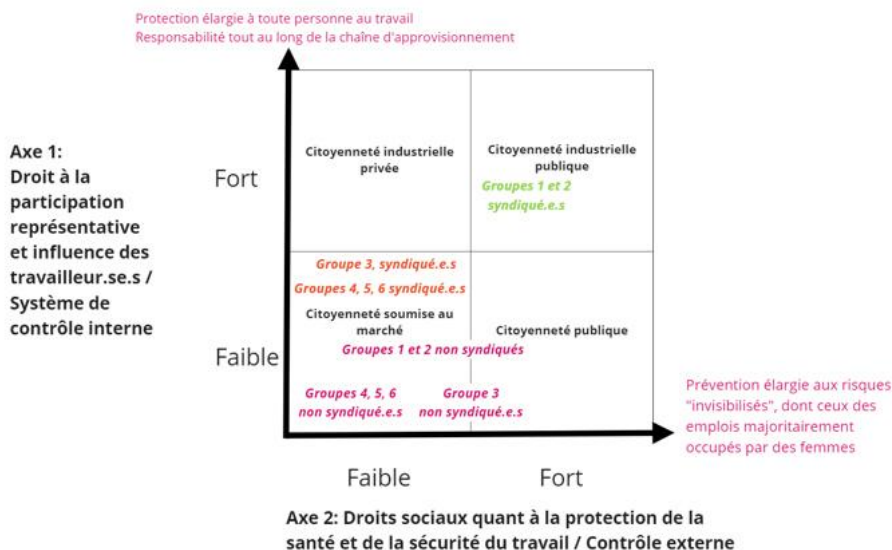 Protection élargie à toute personne au travail
Responsabilité tout au long de la chaîne d'approvisionnement
Axe 1:
Droit à la
participation
représentative
et influence des
travailleur.se.s /
Système de
contrôle interne
Fort
Faible
Citoyenneté industrielle
privée
Citoyenneté industrielle
publique
Groupes 1 et 2
syndiqué.e.s
Groupe 3, syndiqué.e.s
Groupes 4, 5, 6 syndiqué.e.s
Citoyenneté soumise au
marché
Citoyenneté publique
Groupes 1 et 2 non syndiqués
Groupes 4, 5, 6
non syndiqué.e.s
Groupe 3
non syndiqué.e.s
Prévention élargie aux risques
"invisibilisés", dont ceux des
emplois majoritairement
occupés par des femmes
Faible
Fort
Axe 2: Droits sociaux quant à la protection de la
santé et de la sécurité du travail / Contrôle externe